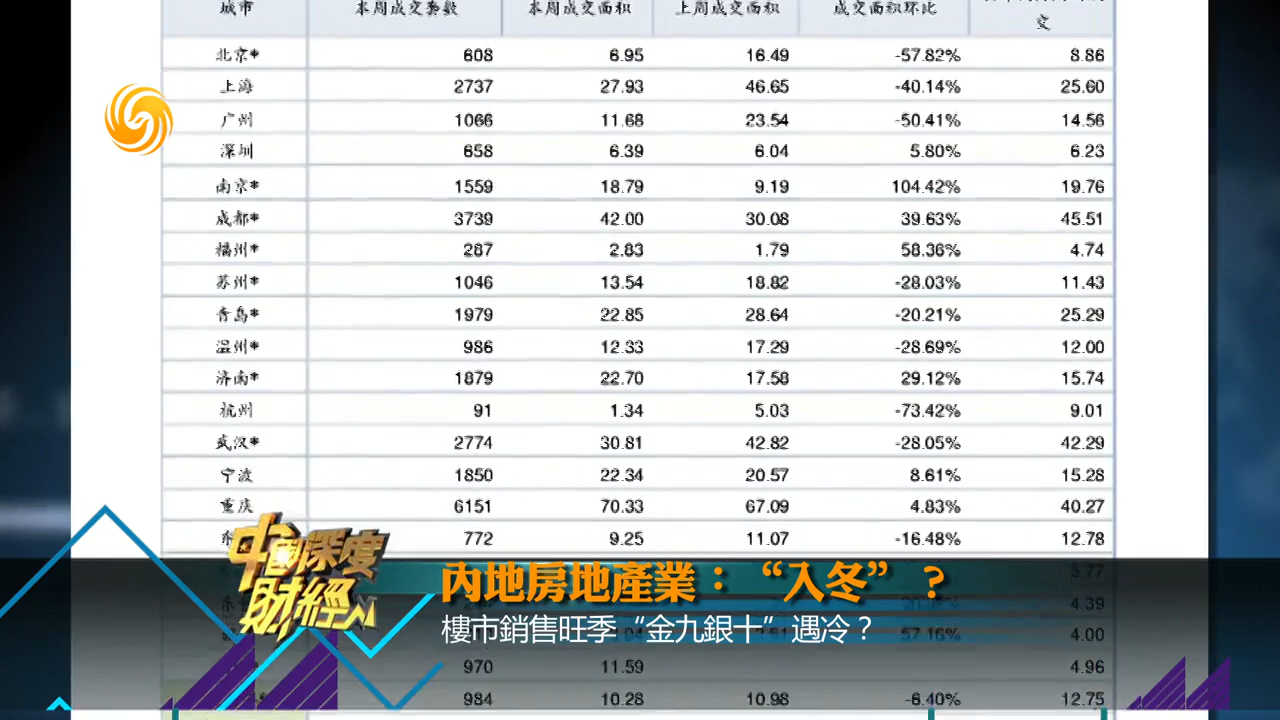 城市 本周成交套数 本周成交面积 上周成交面积 成交面积环比
交
北京* 608 6.95 16.49 -57.82% 8.86
上海 2737 27.93 46.65 -40.14% 25.60
广州 1066 11.68 23.54 -50.41% 14.56
深圳 658 6.39 6.04 5.80% 6.23
南京* 1559 18.79 9.19 104.42% 19.76
成都* 3739 42.00 30.08 39.63% 45.51
福州* 287 2.83 1.79 58.36% 4.74
苏州* 1046 13.54 18.82 -28.03% 11.43
青岛* 1979 22.85 28.64 -20.21% 25.29
温州* 986 12.33 17.29 -28.69% 12.00
济南* 1879 22.70 17.58 29.12% 15.74
杭州 91 1.34 5.03 -73.42% 9.01
武汉* 2774 30.81 42.82 -28.05% 42.29
宁波 1850 22.34 20.57 8.61% 15.28
重庆 6151 70.33 67.09 4.83% 40.27
东 772 9.25 11.07 -16.48% 12.78
中国深度
財經
內地房地產業：“入冬”？
4.39
樓市銷售旺季“金九銀十”遇冷？
57.16% 4.00
970 11.59 4.96
984 10.28 10.98 -6.40% 12.75